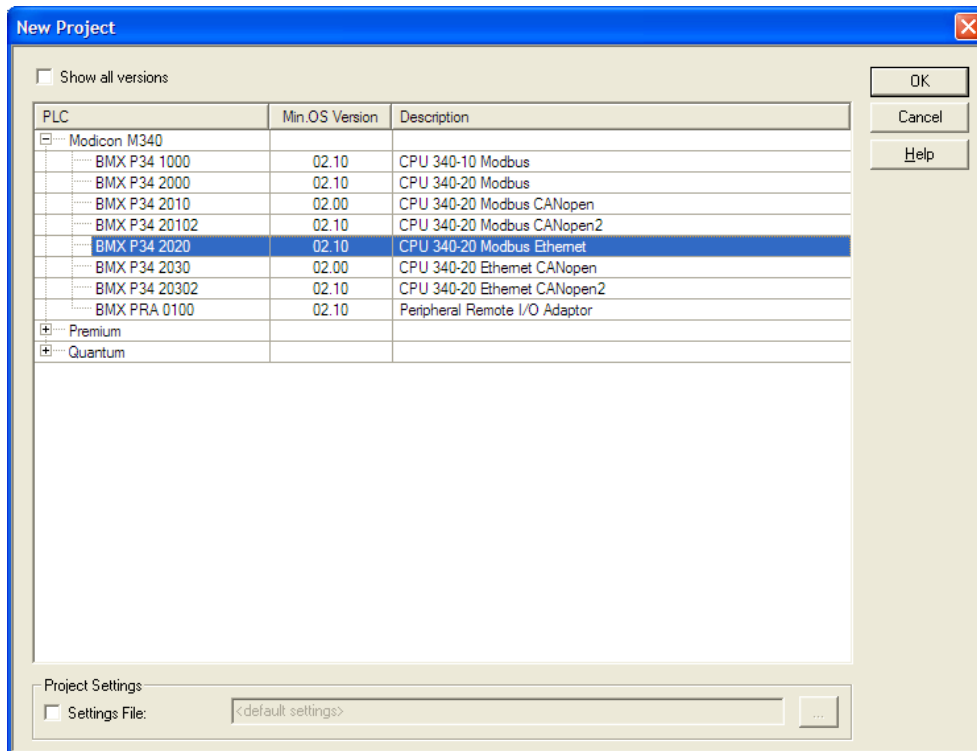 New Project
Show all versions
OK
PLC Min.OS Version Description
Cancel
Modicon M340
BMX P34 1000 02.10 CPU 340-10 Modbus
Help
BMX P34 2000 02.10 CPU 340-20 Modbus
BMX P34 2010 02.00 CPU 340-20 Modbus CANopen
BMX P34 20102 02.10 CPU 340-20 Modbus CANopen2
BMX P34 2020 02.10 CPU 340-20 Modbus Ethernet
BMX P34 2030 02.00 CPU 340-20 Ethernet CANopen
BMX P34 20302 02.10 CPU 340-20 Ethernet CANopen2
BMX PRA 0100 02.10 Peripheral Remote I/O Adaptor
Premium
Quantum
Project Settings
Settings File: <default settings> ...